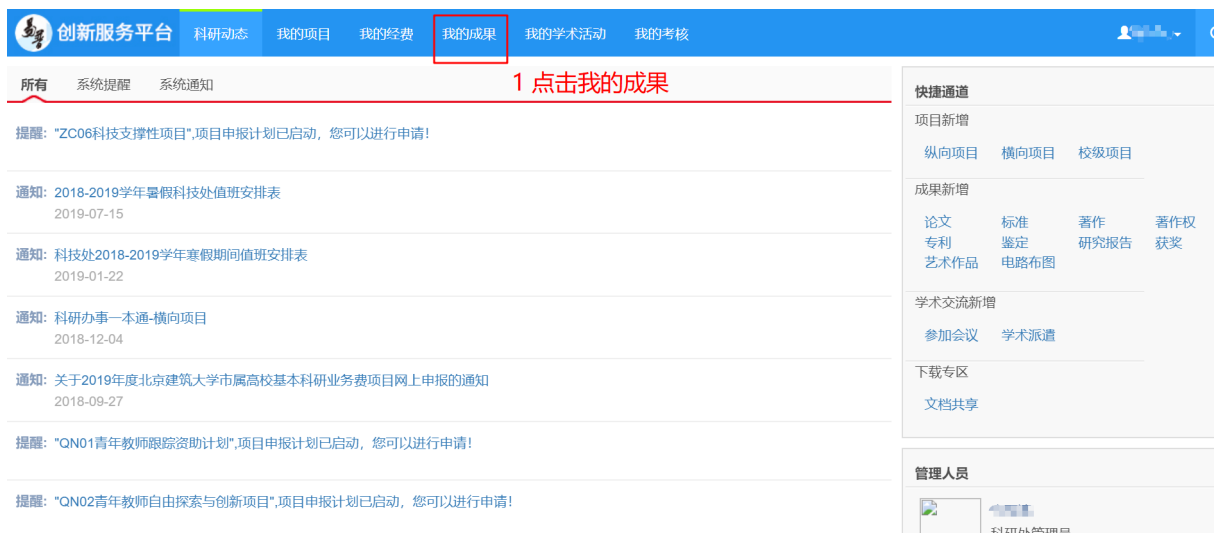 创新服务平台 科研动态 我的项目 我的经费 我的成果 我的学术活动 我的考核
1 点击我的成果
所有 系统提醒 系统通知
提醒: "ZC06科技支撑性项目",项目申报计划已启动，您可以进行申请!
通知: 2018-2019学年暑假科技处值班安排表
2019-07-15
通知: 科技处2018-2019学年寒假期间值班安排表
2019-01-22
通知: 科研办事一本通-横向项目
2018-12-04
通知: 关于2019年度北京建筑大学市属高校基本科研业务费项目网上申报的通知
2018-09-27
提醒: "QN01青年教师跟踪资助计划",项目申报计划已启动，您可以进行申请!
提醒: "QN02青年教师自由探索与创新项目",项目申报计划已启动，您可以进行申请!
快捷通道
项目新增
纵向项目 横向项目 校级项目
成果新增
论文 标准 著作 著作权
专利 鉴定 研究报告 获奖
艺术作品 电路布图
学术交流新增
参加会议 学术派遣
下载专区
文档共享
管理人员
科研处管理员